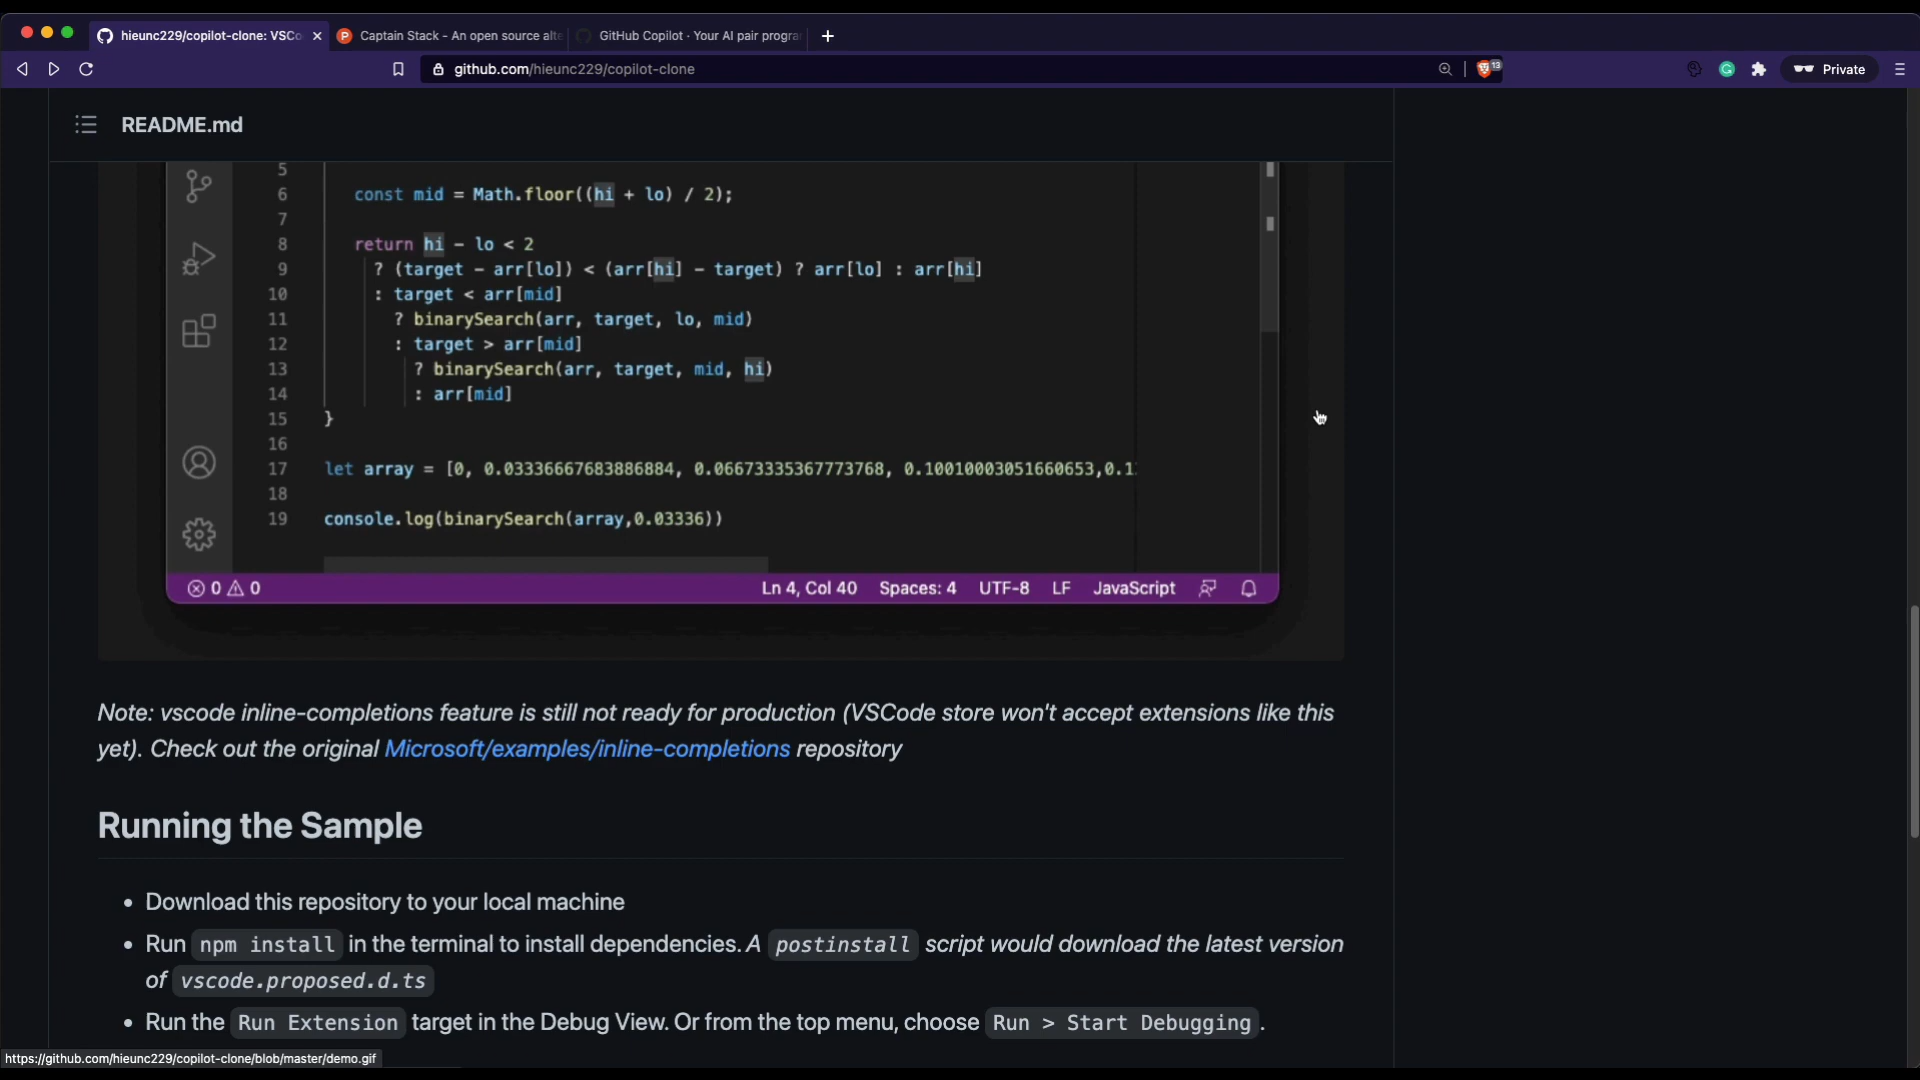 hieunc229/copilot-clone: VSCo
Captain Stack - An open source alte
GitHub Copilot · Your AI pair progra
github.com/hieunc229/copilot-clone
13
Private
README.md
5
6 const mid = Math.floor((hi + lo) / 2);
7
8 return hi - lo < 2
9 ? (target - arr[lo]) < (arr[hi] - target) ? arr[lo] : arr[hi]
10 : target < arr[mid]
11 ? binarySearch(arr, target, lo, mid)
12 : target > arr[mid]
13 ? binarySearch(arr, target, mid, hi)
14 : arr[mid]
15 }
16
17 let array = [0, 0.03336667683886884, 0.06673335367773768, 0.10010003051660653,0.1
18
19 console.log(binarySearch(array,0.03336))
0 0 Ln 4, Col 40 Spaces: 4 UTF-8 LF JavaScript
Note: vscode inline-completions feature is still not ready for production (VSCode store won't accept extensions like this
yet). Check out the original Microsoft/examples/inline-completions repository
Running the Sample
• Download this repository to your local machine
• Run npm install in the terminal to install dependencies. A postinstall script would download the latest version
of vscode.proposed.d.ts
• Run the Run Extension target in the Debug View. Or from the top menu, choose Run > Start Debugging.
https://github.com/hieunc229/copilot-clone/blob/master/demo.gif